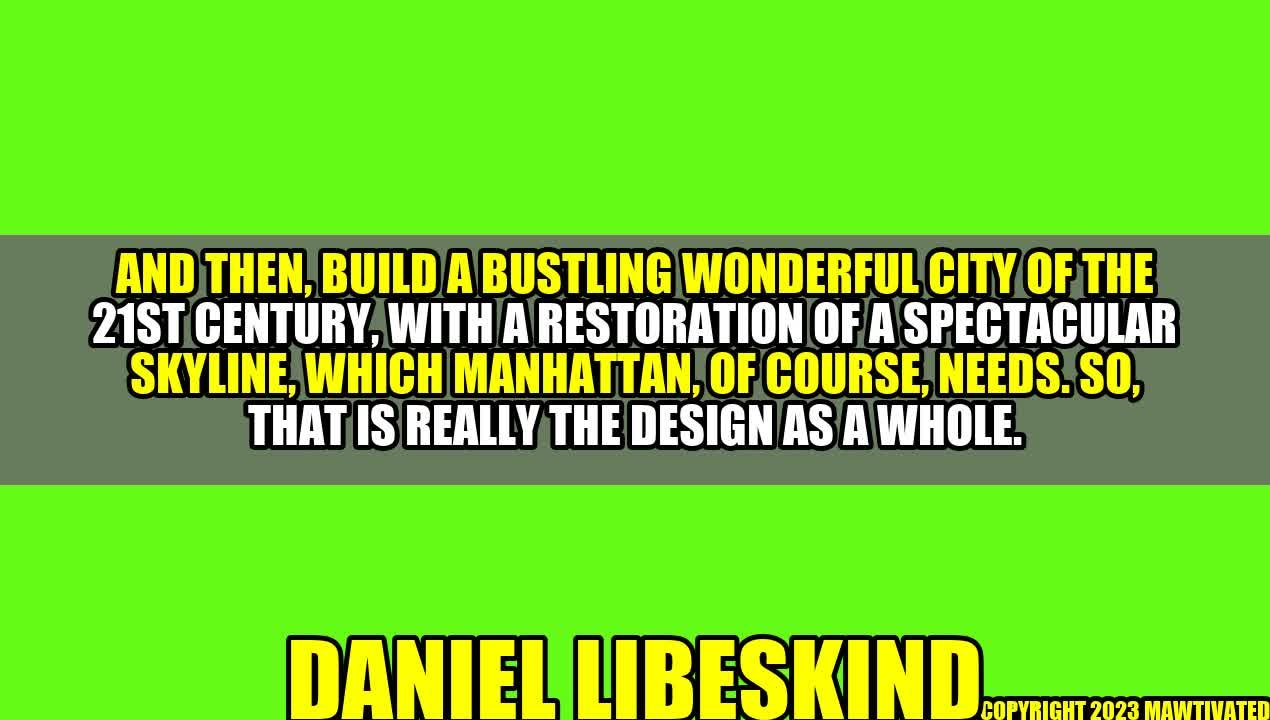 AND THEN, BUILD A BUSTLING WONDERFUL CITY OF THE
21ST CENTURY, WITH A RESTORATION OF A SPECTACULAR
SKYLINE, WHICH MANHATTAN, OF COURSE, NEEDS. SO,
THAT IS REALLY THE DESIGN AS A WHOLE.
DANIEL LIBESKIND
COPYRIGHT 2023 MAWTIVATED